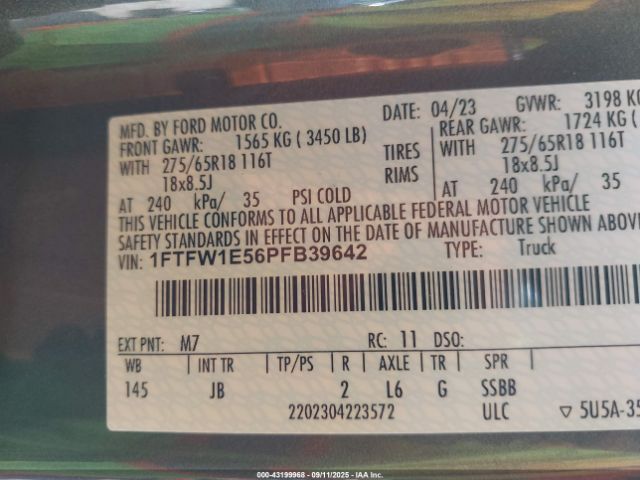 MFD. BY FORD MOTOR CO. DATE: 04/23 GVWR: 3198 KG
FRONT GAWR: 1565 KG ( 3450 LB) REAR GAWR: 1724 KG (
WITH 275/65R18 116T TIRES WITH 275/65R18 116T
18x8.5J RIMS 18x8.5J
AT 240 kPa/ 35 PSI COLD AT 240 kPa/ 35
THIS VEHICLE CONFORMS TO ALL APPLICABLE FEDERAL MOTOR VEHICLE
SAFETY STANDARDS IN EFFECT ON THE DATE OF MANUFACTURE SHOWN ABOVE
VIN: 1FTFW1E56PFB39642 TYPE: Truck
EXT PNT: M7 RC: 11 DSO:
WB INT TR TP/PS R AXLE TR SPR
145 JB 2 L6 G SSBB
2202304223572 ULC ▽ 5U5A-35
000-43199968 - 09/11/2025 - IAA Inc.